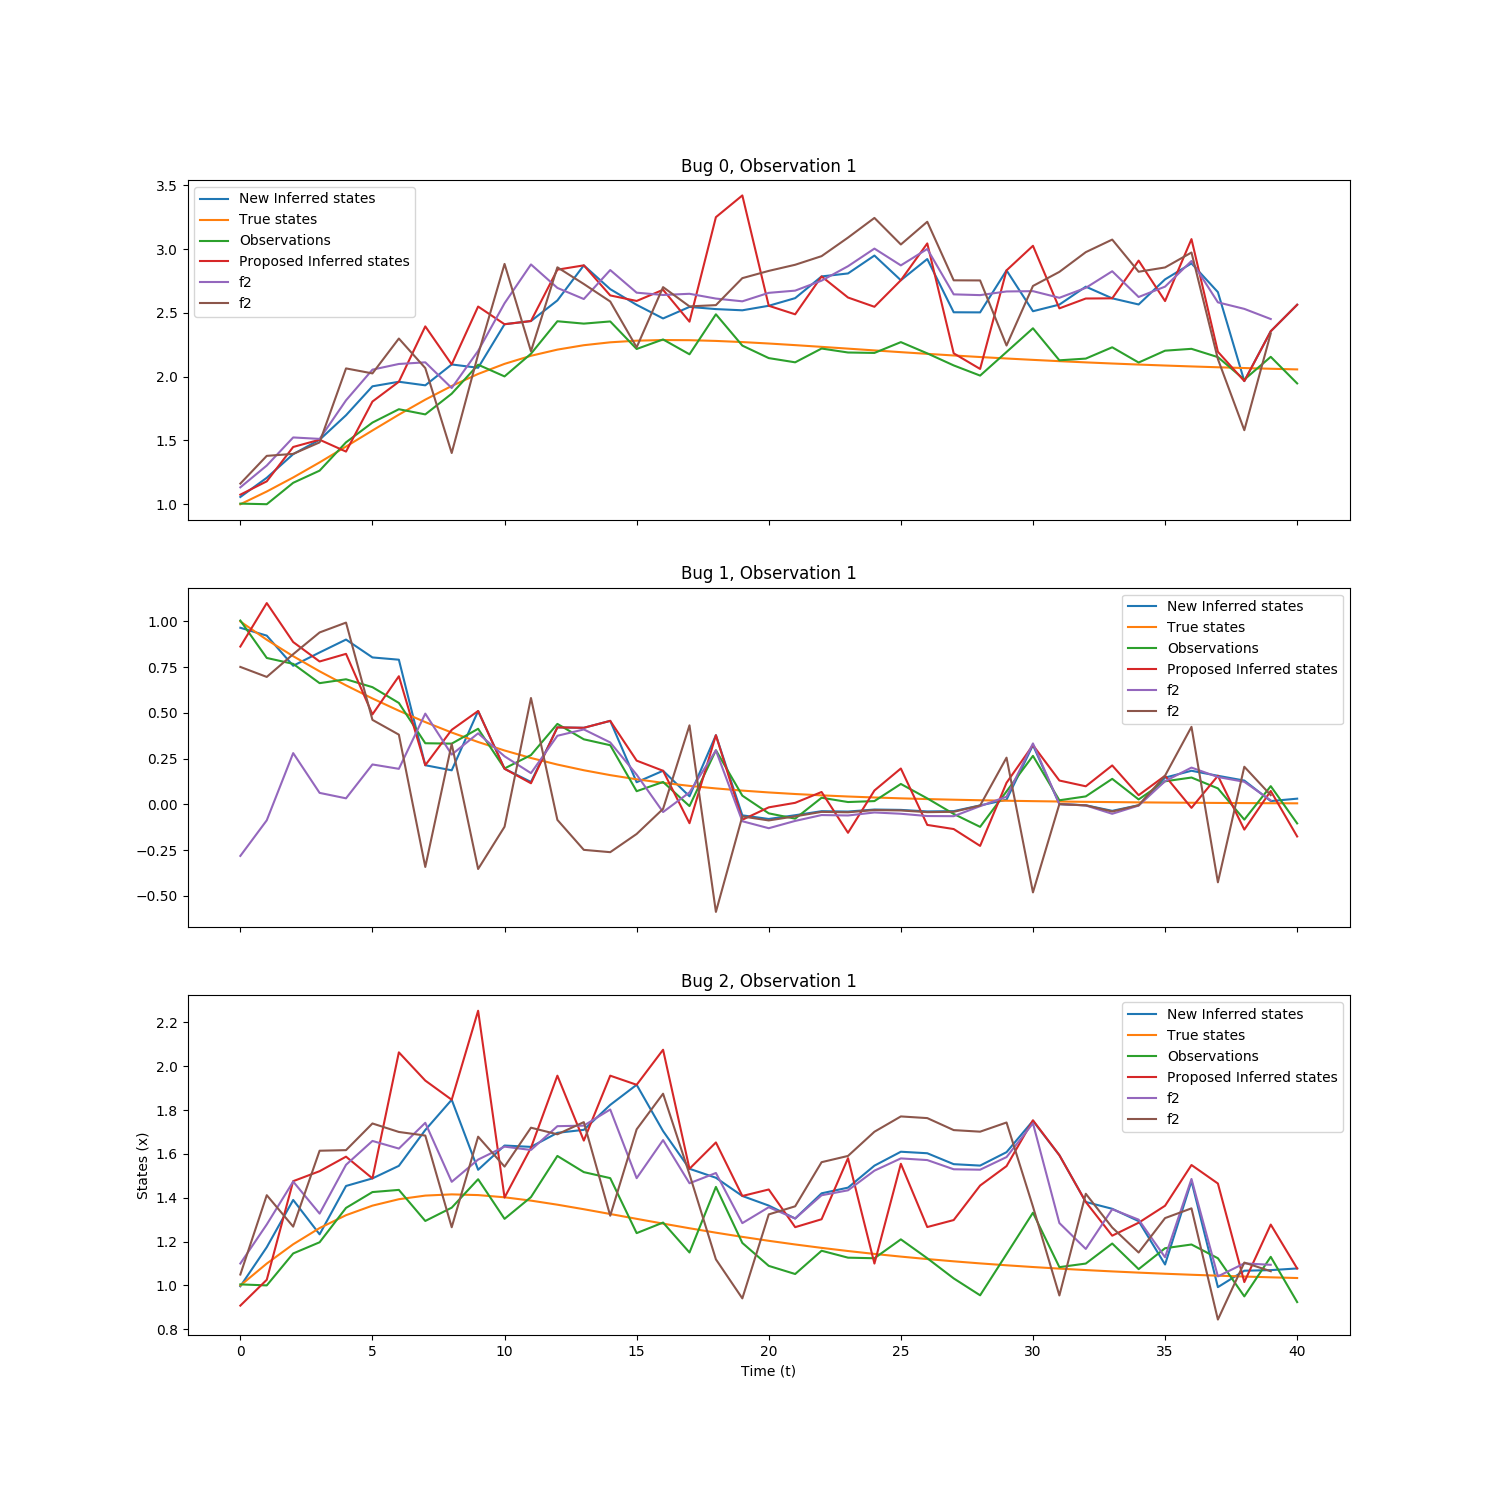 Bug 0, Observation 1
3.5
3.0
2.5
2.0
1.5
1.0
New Inferred states
True states
Observations
Proposed Inferred states
f2
f2
Bug 1, Observation 1
1.00
0.75
0.50
0.25
0.00
−0.25
−0.50
New Inferred states
True states
Observations
Proposed Inferred states
f2
f2
Bug 2, Observation 1
States (x)
2.2
2.0
1.8
1.6
1.4
1.2
1.0
0.8
New Inferred states
True states
Observations
Proposed Inferred states
f2
f2
0 5 10 15 20 25 30 35 40
Time (t)